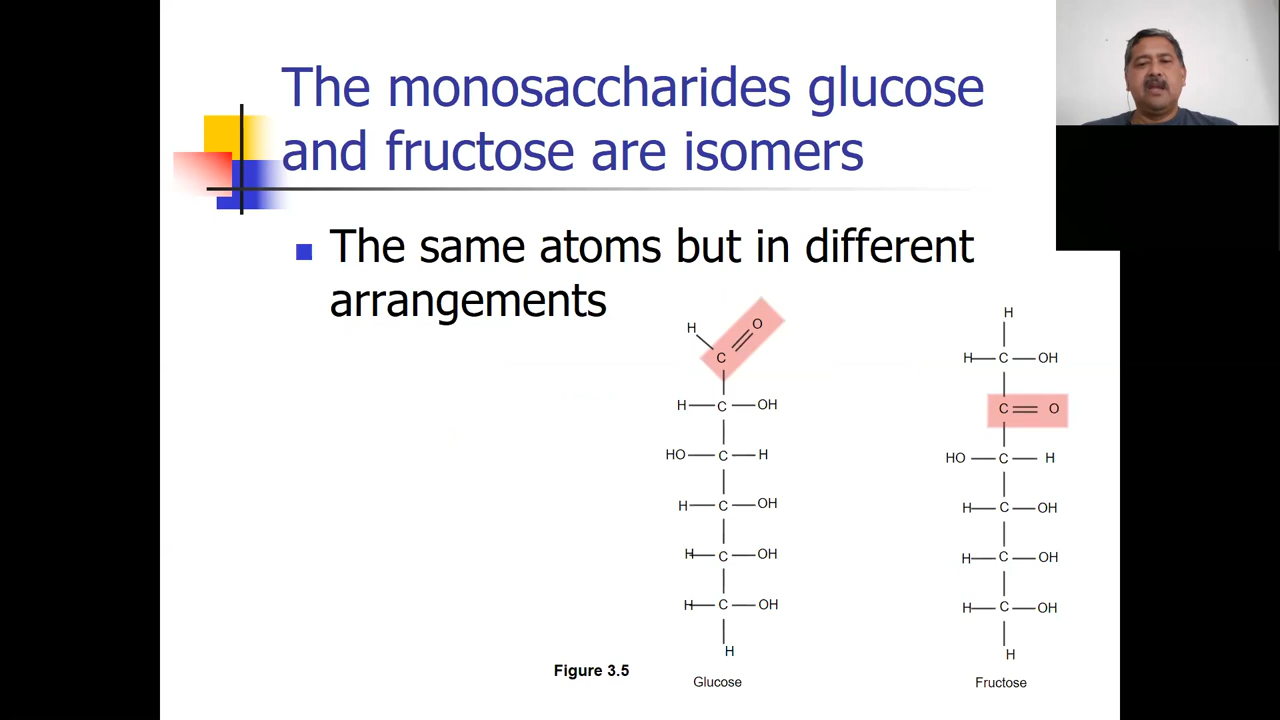 The monosaccharides glucose
and fructose are isomers
The same atoms but in different
arrangements
H O
C
H C OH
HO C H
H C OH
H C OH
H C OH
H
Glucose
H
H C OH
C O
HO C H
H C OH
H C OH
H C OH
H
Fructose
Figure 3.5